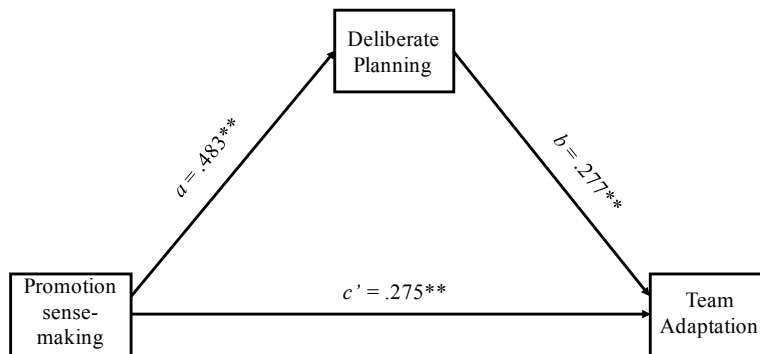 Deliberate
Planning
a = .483**
b = .277**
Promotion
sense-
making
c’ = .275**
Team
Adaptation